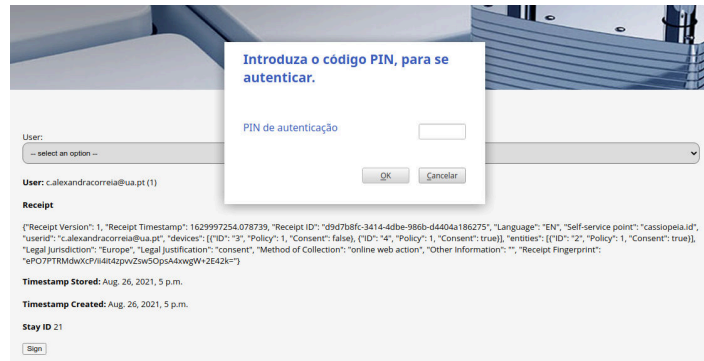 Introduza o código PIN, para se
autenticar.
PIN de autenticação
OK
Cancelar
User:
-- select an option --
User: c.alexandracorreia@ua.pt (1)
Receipt
{"Receipt Version": 1, "Receipt Timestamp": 1629997254.078739, "Receipt ID": "d9d7b8fc-3414-4dbe-986b-d4404a186275", "Language": "EN", "Self-service point": "cassiopeia.id",
"userid": "c.alexandracorreia@ua.pt", "devices": [{"ID": "3", "Policy": 1, "Consent": false}, {"ID": "4", "Policy": 1, "Consent": true}], "entities": [{"ID": "2", "Policy": 1, "Consent": true}],
"Legal Jurisdiction": "Europe", "Legal Justification": "consent", "Method of Collection": "online web action", "Other Information": "", "Receipt Fingerprint":
"ePO7PTRMdwXcP/ii4It4zpvvZsw5OpsA4xwgW+2E42k="}
Timestamp Stored: Aug. 26, 2021, 5 p.m.
Timestamp Created: Aug. 26, 2021, 5 p.m.
Stay ID 21
Sign